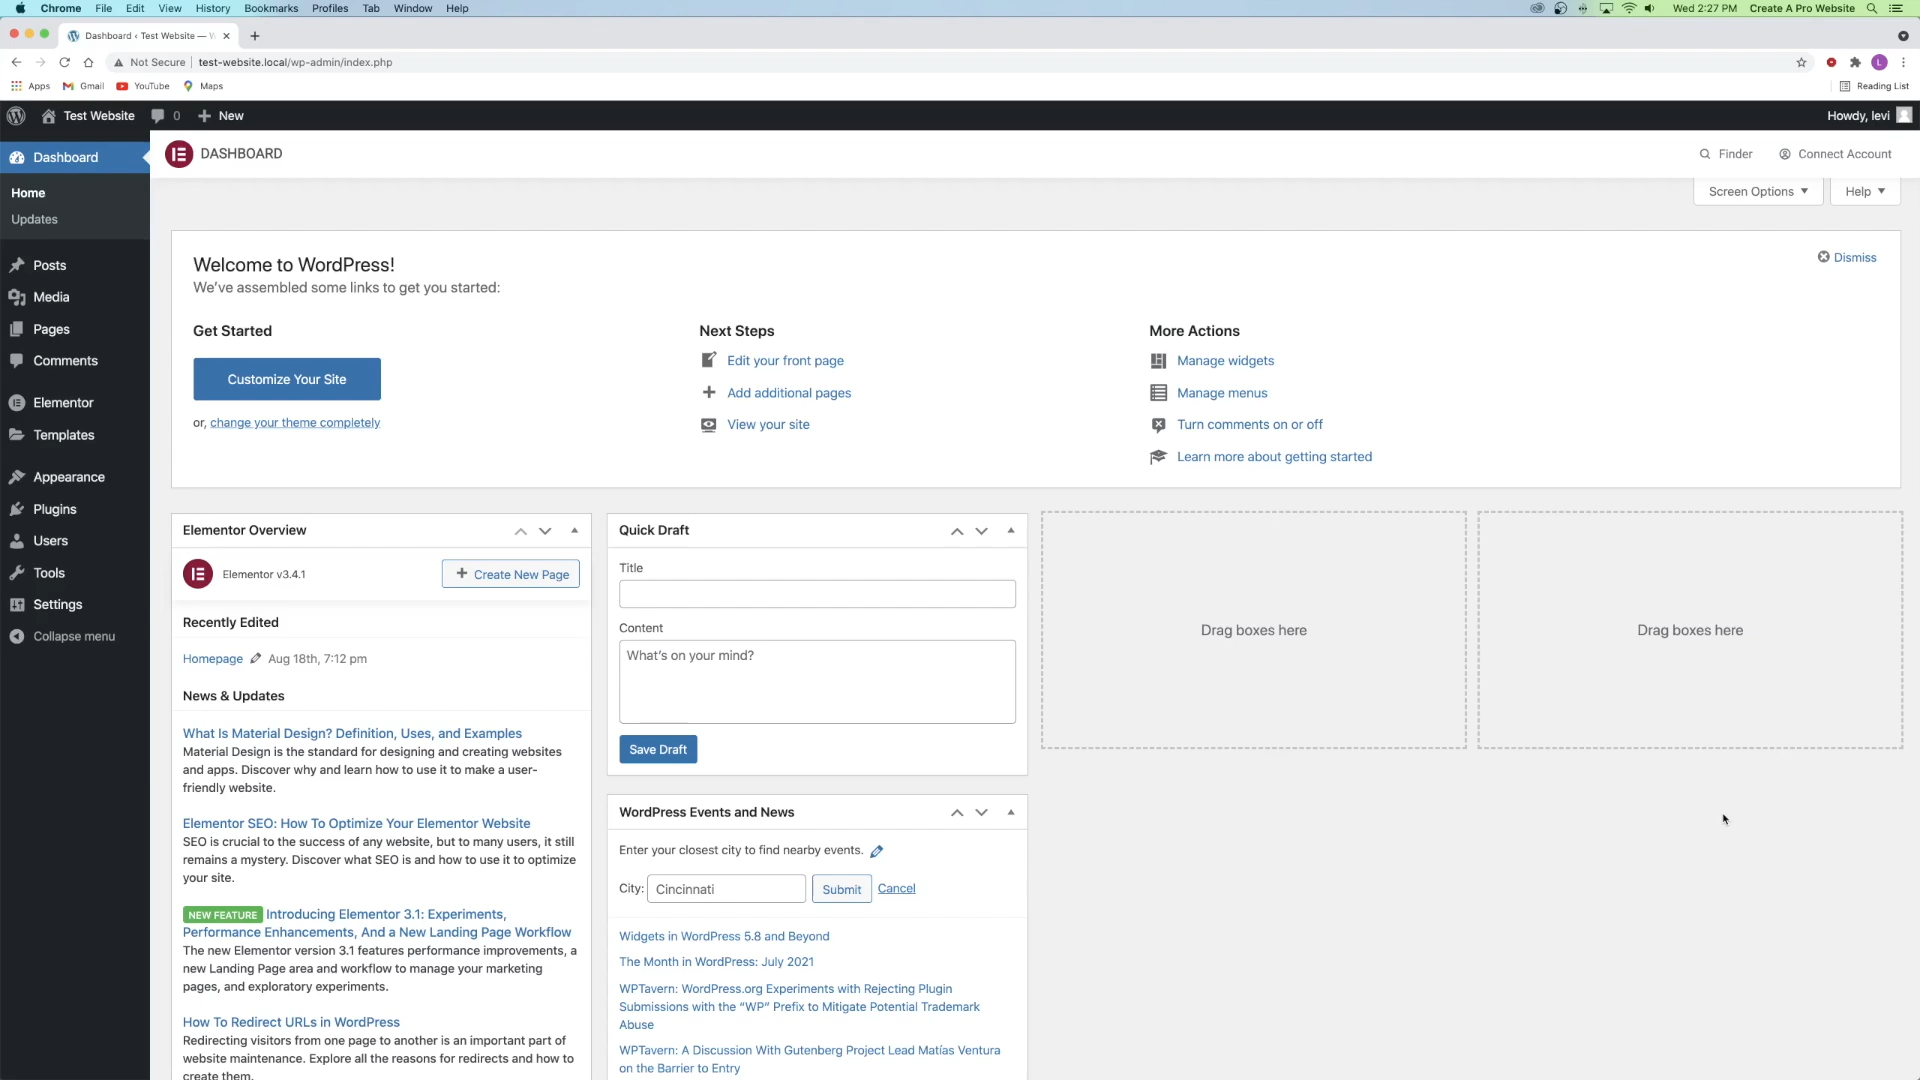 Chrome File Edit View History Bookmarks Profiles Tab Window Help
Wed 2:27 PM Create A Pro Website
Dashboard ‹ Test Website — W
Not Secure test-website.local/wp-admin/index.php
L
Apps Gmail YouTube Maps
Reading List
Test Website 0 New
Howdy, levi
Dashboard
Home
Updates
Posts
Media
Pages
Comments
Elementor
Templates
Appearance
Plugins
Users
Tools
Settings
Collapse menu
DASHBOARD
Finder Connect Account
Screen Options ▼ Help ▼
Welcome to WordPress!
We've assembled some links to get you started:
Dismiss
Get Started
Customize Your Site
or, change your theme completely
Next Steps
Edit your front page
Add additional pages
View your site
More Actions
Manage widgets
Manage menus
Turn comments on or off
Learn more about getting started
Elementor Overview
Elementor v3.4.1
Create New Page
Recently Edited
Homepage Aug 18th, 7:12 pm
News & Updates
What Is Material Design? Definition, Uses, and Examples
Material Design is the standard for designing and creating websites
and apps. Discover why and learn how to use it to make a user-
friendly website.
Elementor SEO: How To Optimize Your Elementor Website
SEO is crucial to the success of any website, but to many users, it still
remains a mystery. Discover what SEO is and how to use it to optimize
your site.
NEW FEATURE Introducing Elementor 3.1: Experiments,
Performance Enhancements, And a New Landing Page Workflow
The new Elementor version 3.1 features performance improvements, a
new Landing Page area and workflow to manage your marketing
pages, and exploratory experiments.
How To Redirect URLs in WordPress
Redirecting visitors from one page to another is an important part of
website maintenance. Explore all the reasons for redirects and how to
create them.
Quick Draft
Title
Content
What's on your mind?
Save Draft
WordPress Events and News
Enter your closest city to find nearby events.
City: Cincinnati Submit Cancel
Widgets in WordPress 5.8 and Beyond
The Month in WordPress: July 2021
WPTavern: WordPress.org Experiments with Rejecting Plugin
Submissions with the “WP” Prefix to Mitigate Potential Trademark
Abuse
WPTavern: A Discussion With Gutenberg Project Lead Matías Ventura
on the Barrier to Entry
Drag boxes here
Drag boxes here